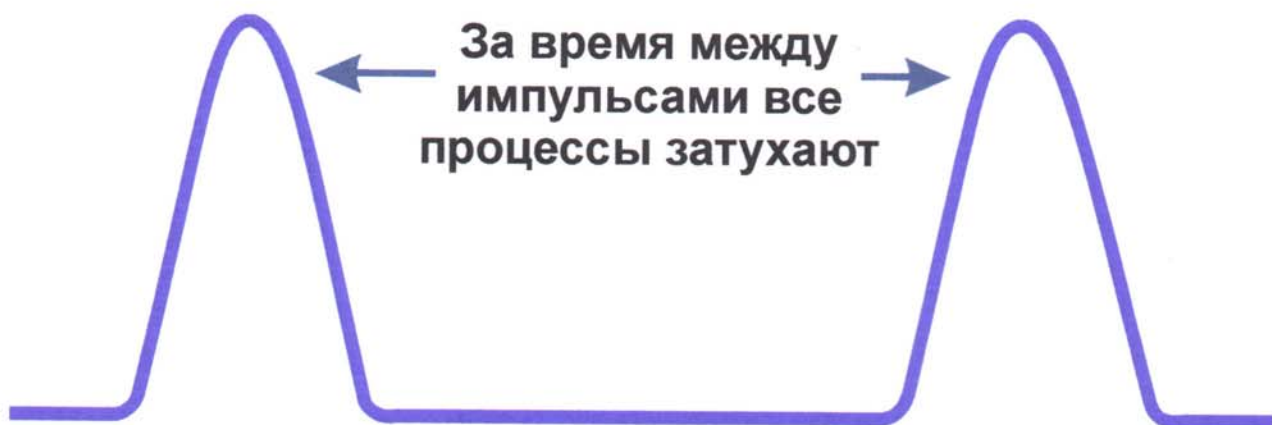 За время между
импульсами все
процессы затухают